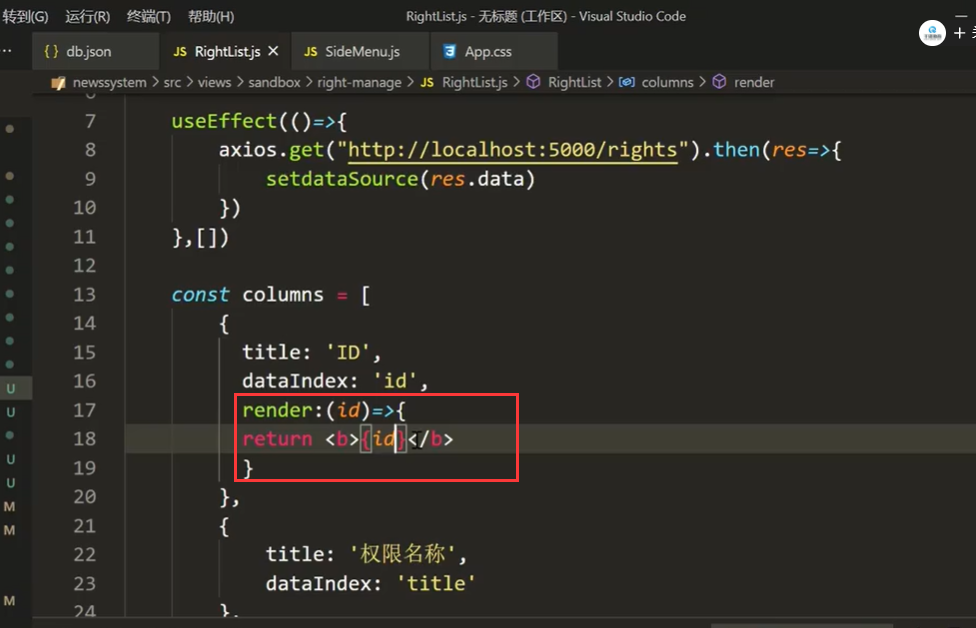 转到(G) 运行(R) 终端(T) 帮助(H) RightList.js - 无标题 (工作区) - Visual Studio Code
{ } db.json JS RightList.js × JS SideMenu.js App.css
newssystem > src > views > sandbox > right-manage > JS RightList.js > RightList > columns > render
7 useEffect(()=>{
8 axios.get("http://localhost:5000/rights").then(res=>{
9 setdataSource(res.data)
10 })
11 },[])
12
13 const columns = [
14 {
15 title: 'ID',
16 dataIndex: 'id',
17 render:(id)=>{
18 return <b>{id}</b>
19 }
20 },
21 {
22 title: '权限名称',
23 dataIndex: 'title'
24 },
U
U
U
U
M
M
M